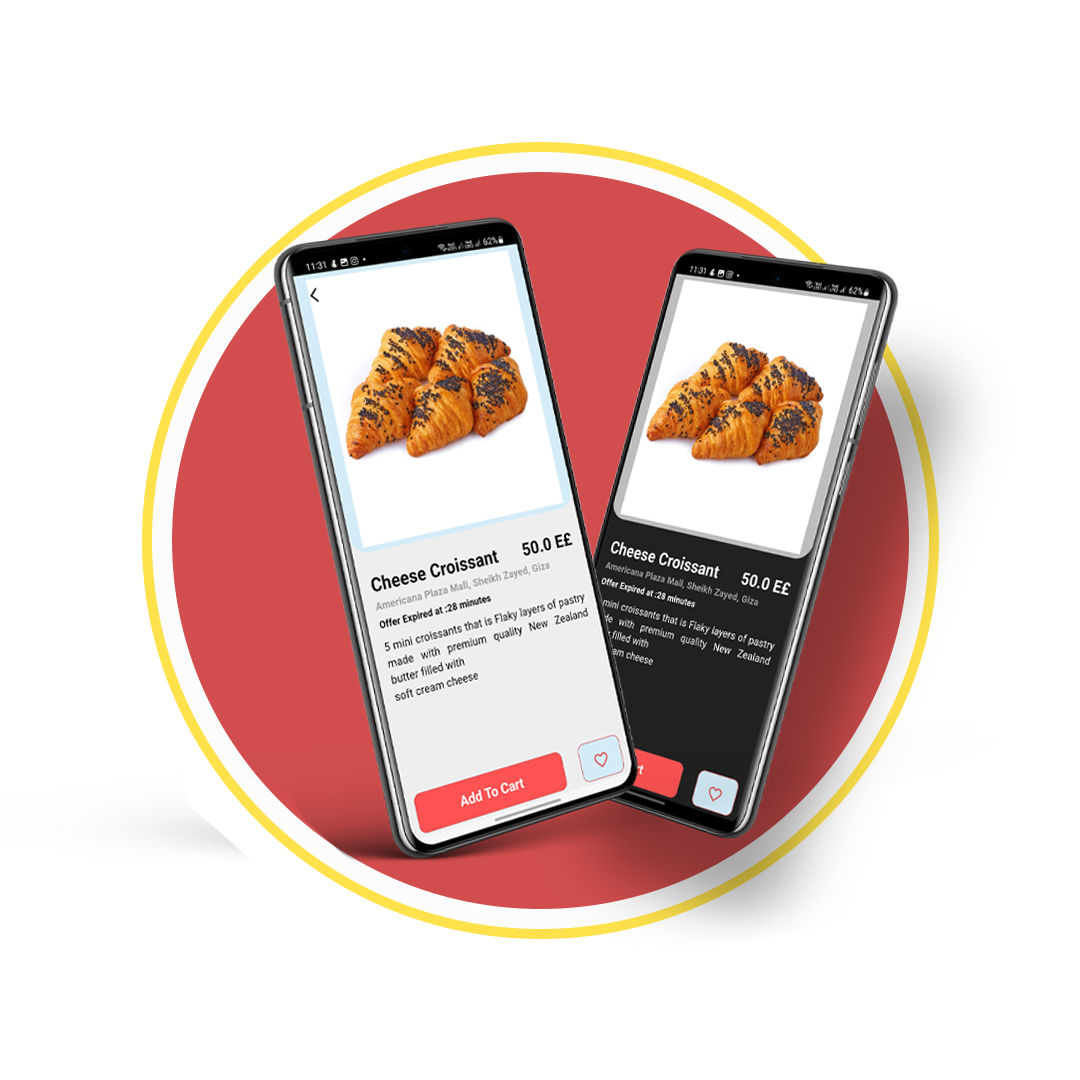 11:31
62%
Cheese Croissant
50.0 E£
Americana Plaza Mall, Sheikh Zayed, Giza
Offer Expired at :28 minutes
5 mini croissants that is Flaky layers of pastry
made with premium quality New Zealand
butter filled with
soft cream cheese
Add To Cart
11:31
62%
Cheese Croissant
50.0 E£
Americana Plaza Mall, Sheikh Zayed, Giza
Offer Expired at :28 minutes
mini croissants that is Flaky layers of pastry
de with premium quality New Zealand
r filled with
am cheese
rt